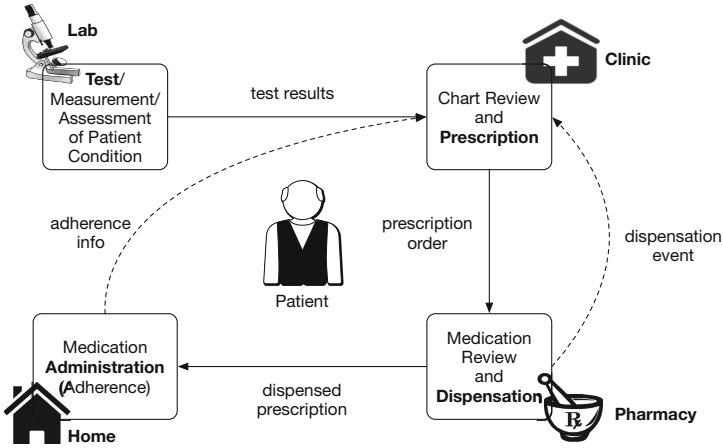 Lab
Test/
Measurement/
Assessment
of Patient
Condition
test results
Chart Review
and
Prescription
Clinic
adherence
info
Patient
prescription
order
dispensation
event
Medication
Administration
(Adherence)
Home
dispensed
prescription
Medication
Review
and
Dispensation
Rx
Pharmacy